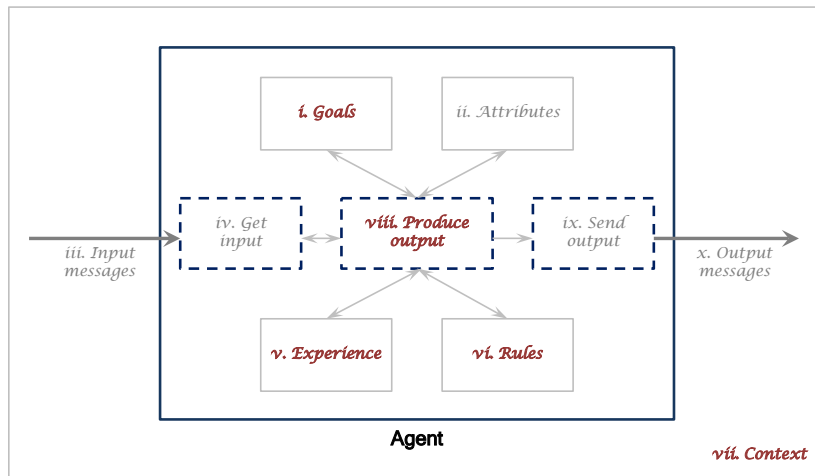 i. Goals
ii. Attributes
iv. Get
input
viii. Produce
output
ix. Send
output
iii. Input
messages
x. Output
messages
v. Experience
vi. Rules
Agent
vii. Context